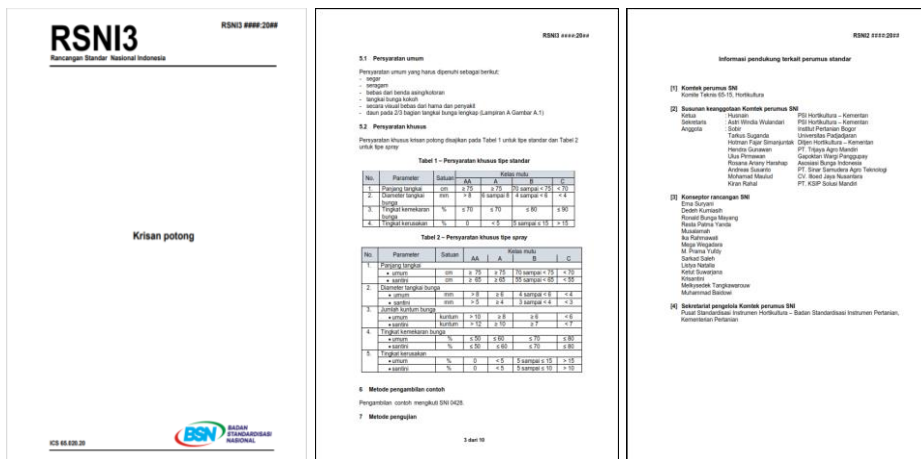 RSNI3
RSNI3 ####:20##
Rancangan Standar Nasional Indonesia
Krisan potong
ICS 65.020.20
BSN BADAN
STANDARDISASI
NASIONAL
RSNI3 ####:20##
5.1 Persyaratan umum
Persyaratan umum yang harus dipenuhi sebagai berikut:
- segar
- seragam
- bebas dari benda asing/kotoran
- tangkai bunga kokoh
- secara visual bebas dari hama dan penyakit
- daun pada 2/3 bagian tangkai bunga lengkap (Lampiran A Gambar A.1)
5.2 Persyaratan khusus
Persyaratan khusus krisan potong disajikan pada Tabel 1 untuk tipe standar dan Tabel 2
untuk tipe spray
Tabel 1 – Persyaratan khusus tipe standar
No. Parameter Satuan Kelas mutu
AA A B C
1. Panjang tangkai cm ≥ 75 ≥ 75 70 sampai < 75 < 70
2. Diameter tangkai bunga mm > 8 6 sampai 8 4 sampai < 6 < 4
3. Tingkat kemekaran bunga % ≤ 70 ≤ 70 ≤ 80 ≤ 90
4. Tingkat kerusakan % 0 < 5 5 sampai ≤ 15 > 15
Tabel 2 – Persyaratan khusus tipe spray
No. Parameter Satuan Kelas mutu
AA A B C
1. Panjang tangkai
• umum cm ≥ 75 ≥ 75 70 sampai < 75 < 70
• santini cm ≥ 65 ≥ 65 55 sampai < 65 < 55
2. Diameter tangkai bunga
• umum mm > 8 ≥ 6 4 sampai < 6 < 4
• santini mm > 5 ≥ 4 3 sampai < 4 < 3
3. Jumlah kuntum bunga
• umum kuntum > 10 ≥ 8 ≥ 6 < 6
• santini kuntum > 12 ≥ 10 ≥ 7 < 7
4. Tingkat kemekaran bunga
• umum % ≤ 50 ≤ 60 ≤ 70 ≤ 80
• santini % ≤ 50 ≤ 60 ≤ 70 ≤ 80
5. Tingkat kerusakan
• umum % 0 < 5 5 sampai ≤ 15 > 15
• santini % 0 < 5 5 sampai ≤ 10 > 10
6 Metode pengambilan contoh
Pengambilan contoh mengikuti SNI 0428.
7 Metode pengujian
3 dari 10
RSNI2 ####:20##
Informasi pendukung terkait perumus standar
[1] Komtek perumus SNI
Komite Teknis 65-15, Hortikultura
[2] Susunan keanggotaan Komtek perumus SNI
Ketua : Husnain PSI Hortikultura – Kementan
Sekretaris : Astri Windia Wulandari PSI Hortikultura – Kementan
Anggota : Sobir Institut Pertanian Bogor
Tarkus Suganda Universitas Padjadjaran
Hotman Fajar Simanjuntak Ditjen Hortikultura – Kementan
Hendra Gunawan PT. Trijaya Agro Mandiri
Ulus Pirmawan Gapoktan Wargi Panggupay
Rosana Ariany Harahap Asosiasi Bunga Indonesia
Andreas Susanto PT. Sinar Samudera Agro Teknologi
Mohamad Maulud CV. Iloed Jaya Nusantara
Kiran Rahal PT. KSIP Solusi Mandiri
[3] Konseptor rancangan SNI
Erna Suryani
Dedeh Kurniasih
Ronald Bunga Mayang
Resta Patma Yanda
Musalamah
Ika Rahmawati
Mega Wegadara
M. Prama Yufdy
Sarkad Saleh
Listya Natalia
Ketut Suwarjana
Krisantini
Melkysedek Tangkawarouw
Muhammad Baidowi
[4] Sekretariat pengelola Komtek perumus SNI
Pusat Standardisasi Instrumen Hortikultura – Badan Standardisasi Instrumen Pertanian,
Kementerian Pertanian